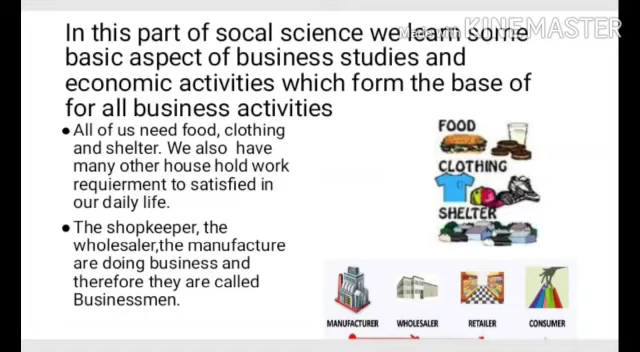 In this part of socal science we learn some
basic aspect of business studies and
economic activities which form the base of
for all business activities
Made with KINEMASTER
• All of us need food, clothing
and shelter. We also have
many other house hold work
requierment to satisfied in
our daily life.
• The shopkeeper, the
wholesaler,the manufacture
are doing business and
therefore they are called
Businessmen.
FOOD
CLOTHING
SHELTER
MANUFACTURER WHOLESALER RETAILER CONSUMER